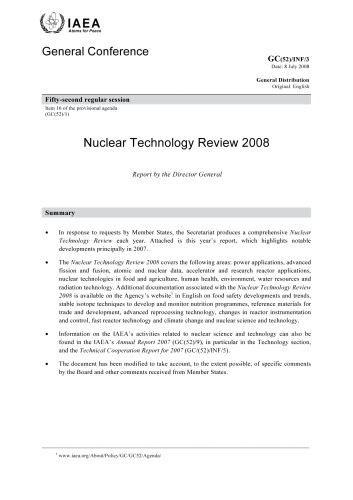 IAEA
Atoms for Peace
General Conference
GC(52)/INF/3
Date: 8 July 2008
General Distribution
Original: English
Fifty-second regular session
Item 16 of the provisional agenda
(GC(52)/1)
Nuclear Technology Review 2008
Report by the Director General
Summary
• In response to requests by Member States, the Secretariat produces a comprehensive Nuclear
Technology Review each year. Attached is this year's report, which highlights notable
developments principally in 2007.
• The Nuclear Technology Review 2008 covers the following areas: power applications, advanced
fission and fusion, atomic and nuclear data, accelerator and research reactor applications,
nuclear technologies in food and agriculture, human health, environment, water resources and
radiation technology. Additional documentation associated with the Nuclear Technology Review
2008 is available on the Agency's website¹ in English on food safety developments and trends,
stable isotope techniques to develop and monitor nutrition programmes, reference materials for
trade and development, advanced reprocessing technology, changes in reactor instrumentation
and control, fast reactor technology and climate change and nuclear science and technology.
• Information on the IAEA's activities related to nuclear science and technology can also be
found in the IAEA's Annual Report 2007 (GC(52)/9), in particular in the Technology section,
and the Technical Cooperation Report for 2007 (GC(52)/INF/5).
• The document has been modified to take account, to the extent possible, of specific comments
by the Board and other comments received from Member States.
¹ www.iaea.org/About/Policy/GC/GC52/Agenda/